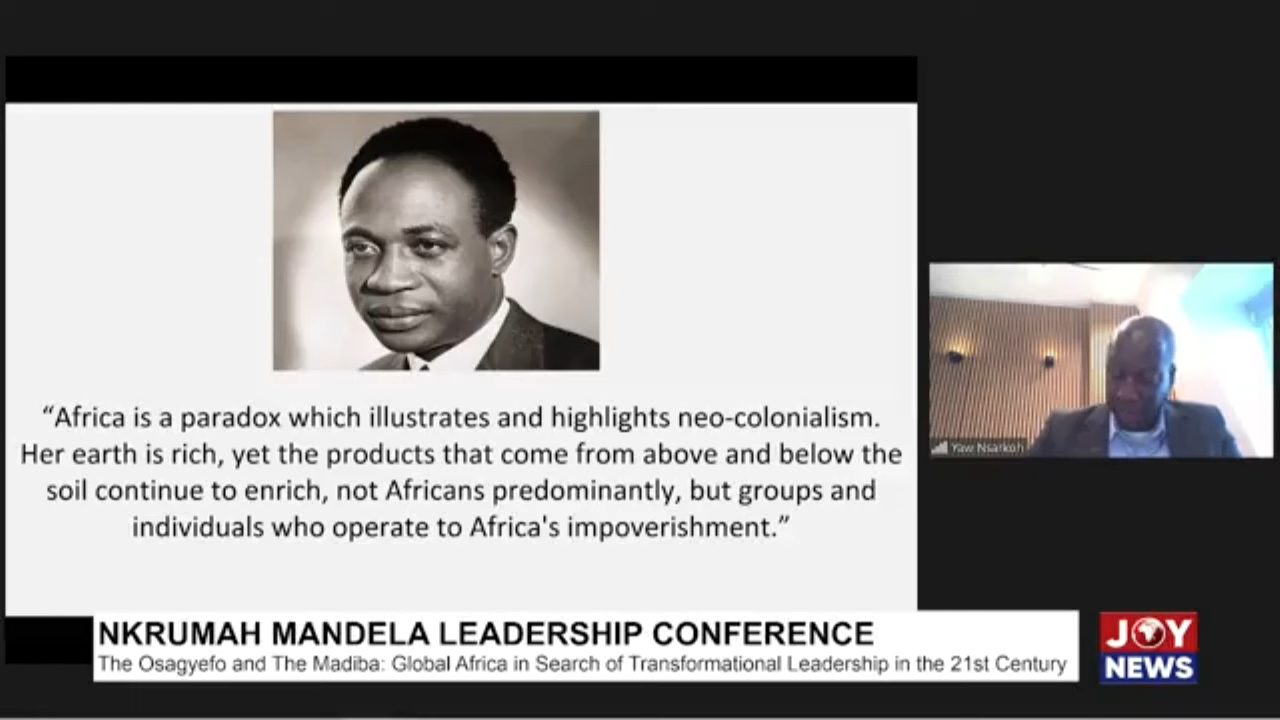 “Africa is a paradox which illustrates and highlights neo-colonialism.
Her earth is rich, yet the products that come from above and below the
soil continue to enrich, not Africans predominantly, but groups and
individuals who operate to Africa's impoverishment.”
Yaw Nsarkoh
NKRUMAH MANDELA LEADERSHIP CONFERENCE
The Osagyefo and The Madiba: Global Africa in Search of Transformational Leadership in the 21st Century
JOY
NEWS